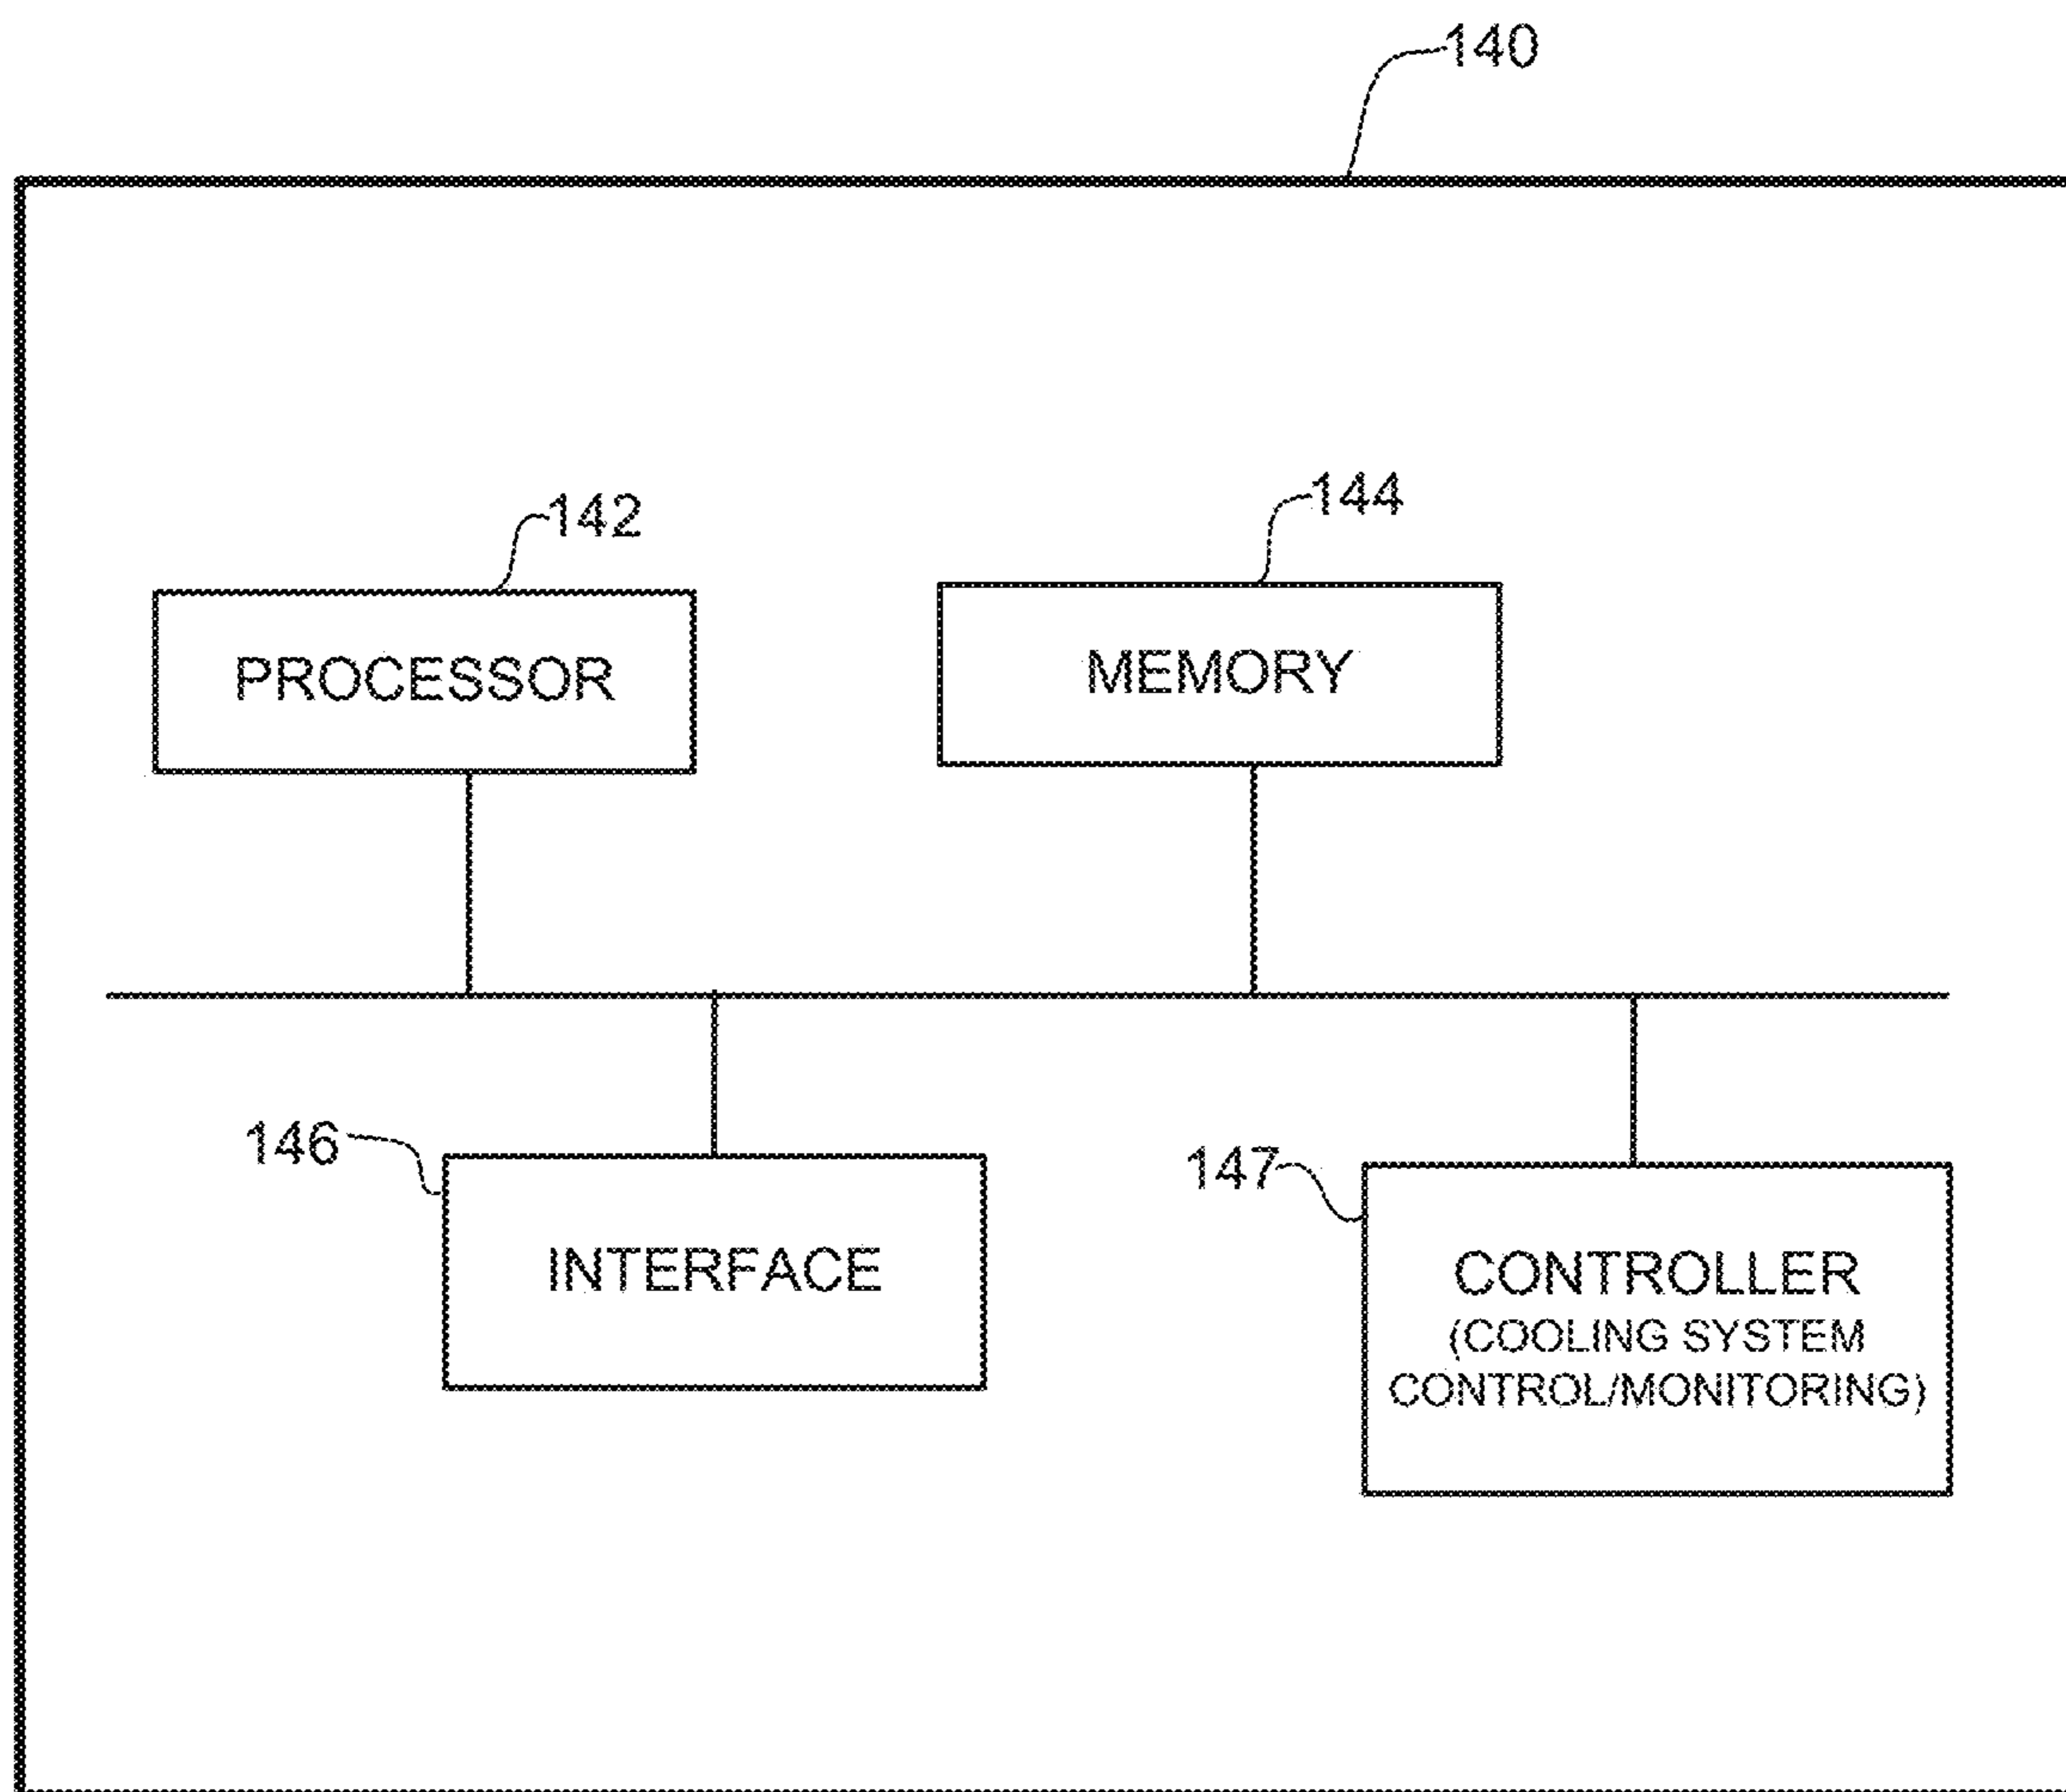 140
142
144
PROCESSOR
MEMORY
146
147
INTERFACE
CONTROLLER
(COOLING SYSTEM
CONTROL/MONITORING)